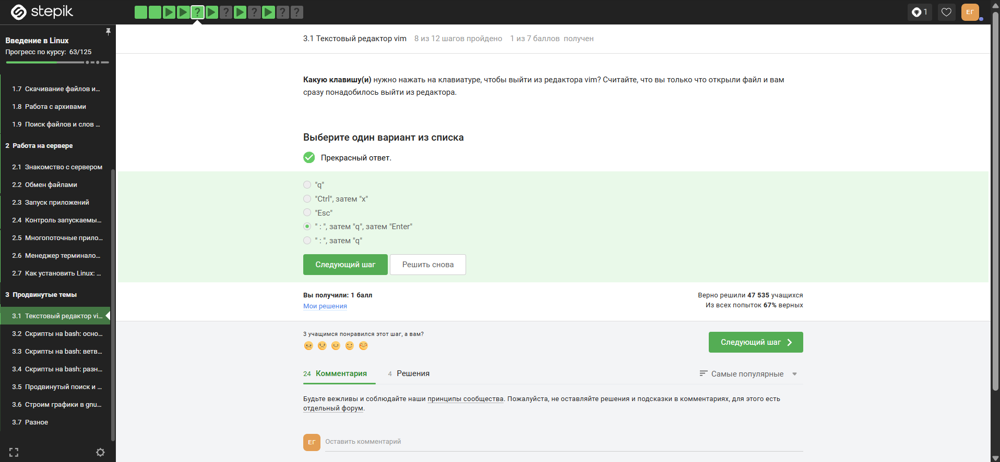 stepik
1
ЕГ
Введение в Linux
Прогресс по курсу: 63/125
1.7 Скачивание файлов и...
1.8 Работа с архивами
1.9 Поиск файлов и слов ...
2 Работа на сервере
2.1 Знакомство с сервером
2.2 Обмен файлами
2.3 Запуск приложений
2.4 Контроль запускаемы...
2.5 Многопоточные прило...
2.6 Менеджер терминало...
2.7 Как установить Linux: ...
3 Продвинутые темы
3.1 Текстовый редактор vi...
3.2 Скрипты на bash: осно...
3.3 Скрипты на bash: ветв...
3.4 Скрипты на bash: разн...
3.5 Продвинутый поиск и ...
3.6 Строим графики в gnu...
3.7 Разное
3.1 Текстовый редактор vim 8 из 12 шагов пройдено 1 из 7 баллов получен
Какую клавишу(и) нужно нажать на клавиатуре, чтобы выйти из редактора vim? Считайте, что вы только что открыли файл и вам
сразу понадобилось выйти из редактора.
Выберите один вариант из списка
Прекрасный ответ.
"q"
"Ctrl", затем "x"
"Esc"
" : ", затем "q", затем "Enter"
" : ", затем "q"
Следующий шаг Решить снова
Вы получили: 1 балл
Мои решения
Верно решили 47 535 учащихся
Из всех попыток 67% верных
3 учащимся понравился этот шаг, а вам?
Следующий шаг
24 Комментария 4 Решения Самые популярные
Будьте вежливы и соблюдайте наши принципы сообщества. Пожалуйста, не оставляйте решения и подсказки в комментариях, для этого есть
отдельный форум.
ЕГ Оставить комментарий